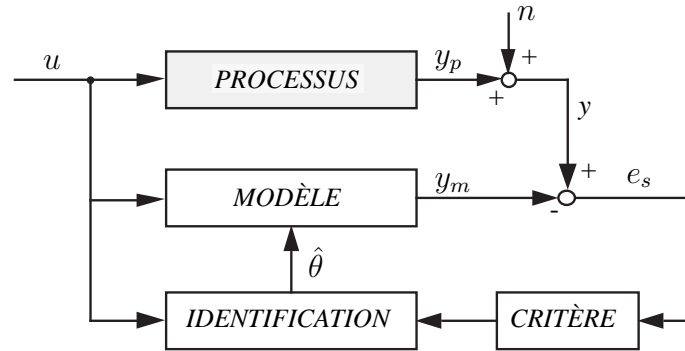 n
u
PROCESSUS
y_p
+
+
y
MODÈLE
y_m
+
-
e_s
θ̂
IDENTIFICATION
CRITÈRE